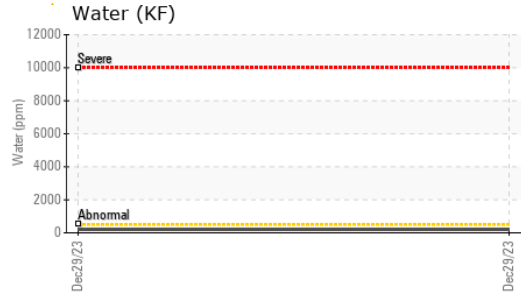 Water (KF)
12000
Severe
10000
8000
6000
4000
2000
Abnormal
0
Water (ppm)
Dec29/23
Dec29/23